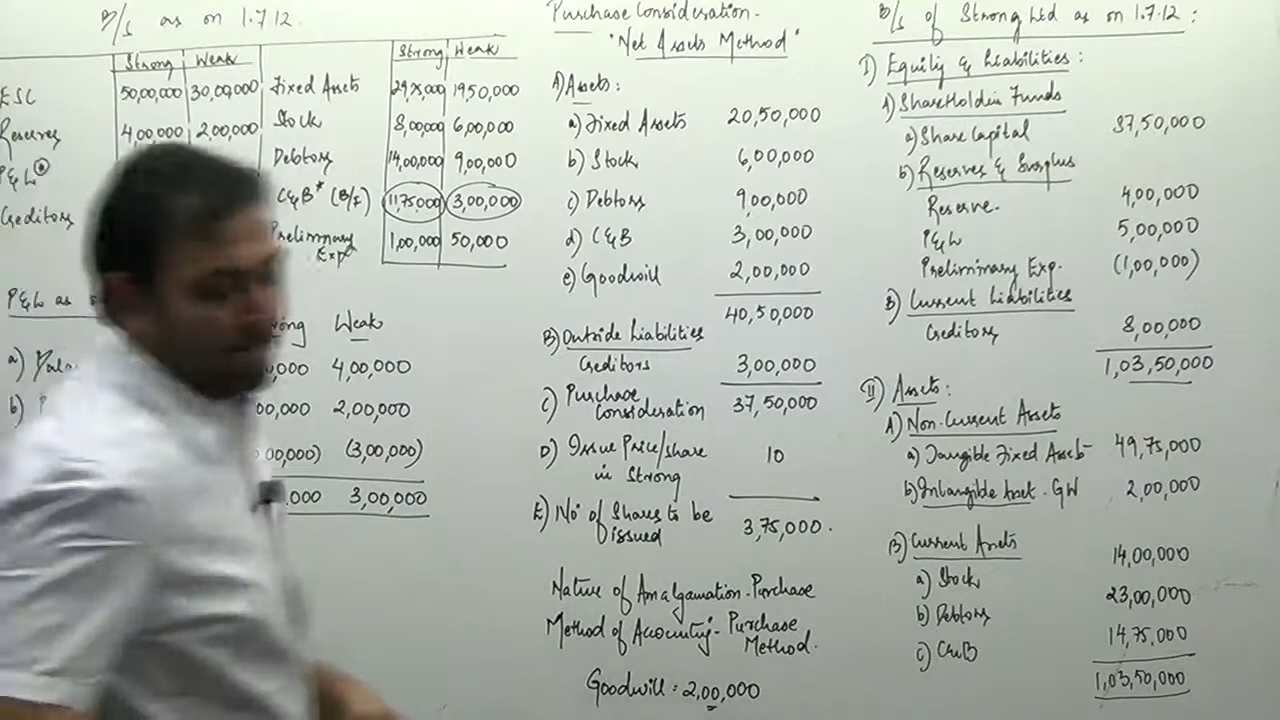 B/S as on 1.7.12.
Strong Weak Strong Weak
ESC 50,00,000 30,00,000 Fixed Assets 29,25,000 19,50,000
Reserves 4,00,000 2,00,000 Stock 8,00,000 6,00,000
P&L Debtors 14,00,000 9,00,000
Creditors C&B* (B/f) 11,75,000 3,00,000
Preliminary Exp 1,00,000 50,000
P&L as
Weak
a) 4,00,000
b) 00,000 2,00,000
(3,00,000)
3,00,000
Purchase Consideration -
"Net Assets Method"
A) Assets:
a) Fixed Assets 20,50,000
b) Stock 6,00,000
c) Debtors 9,00,000
d) C&B 3,00,000
e) Goodwill 2,00,000
40,50,000
B) Outside Liabilities
Creditors 3,00,000
C) Purchase Consideration 37,50,000
D) Issue Price/share in Strong 10
E) No of Shares to be issued 3,75,000.
Nature of Amalgamation - Purchase
Method of Accounting - Purchase Method.
Goodwill : 2,00,000
B/S of Strong Ltd as on 1.7.12 :
I) Equity & Liabilities :
A) ShareHolders Funds
a) Share Capital 37,50,000
b) Reserves & Surplus
Reserve. 4,00,000
P&L 5,00,000
Preliminary Exp. (1,00,000)
B) Current Liabilities
Creditors 8,00,000
1,03,50,000
II) Assets :
A) Non-Current Assets
a) Tangible Fixed Asset - 49,75,000
b) Intangible Asset - GW 2,00,000
B) Current Assets
a) Stock 14,00,000
b) Debtors 23,00,000
c) C&B 14,75,000
1,03,50,000